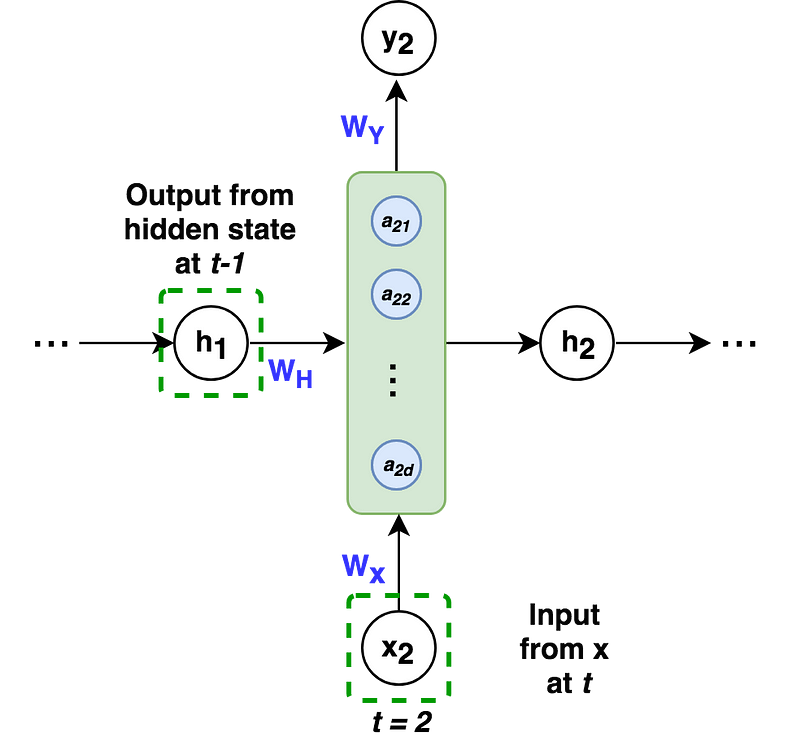 y2
WY
Output from
hidden state
at t-1
a21
a22
... h1 h2 ...
WH
⋮
a2d
WX
x2
Input
from x
at t
t = 2